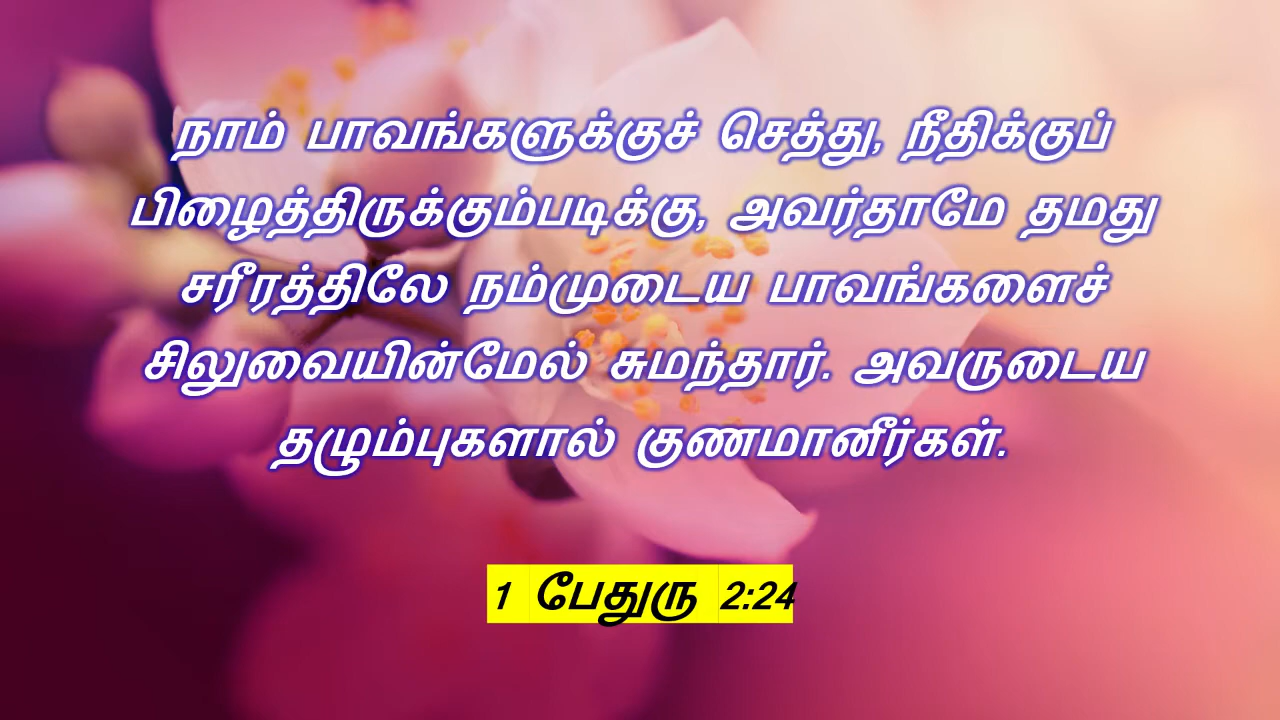 நாம் பாவங்களுக்குச் செத்து, நீதிக்குப்
பிழைத்திருக்கும்படிக்கு, அவர்தாமே தமது
சரீரத்திலே நம்முடைய பாவங்களைச்
சிலுவையின்மேல் சுமந்தார். அவருடைய
தழும்புகளால் குணமானீர்கள்.
1 பேதுரு 2:24